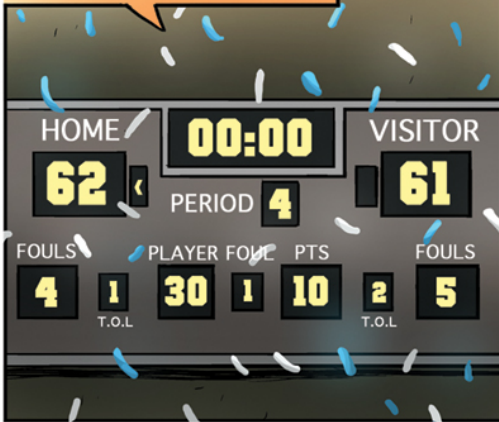 HOME 00:00 VISITOR
62 ‹ PERIOD 4 61
FOULS PLAYER FOUL PTS FOULS
4 1 30 1 10 2 5
T.O.L T.O.L